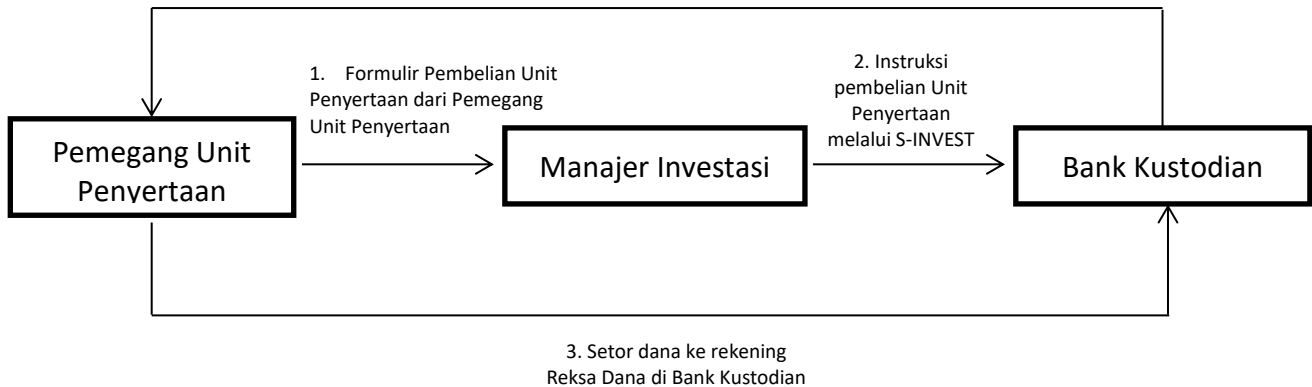 1. Formulir Pembelian Unit
Penyertaan dari Pemegang
Unit Penyertaan
2. Instruksi
pembelian Unit
Penyertaan
melalui S-INVEST
Pemegang Unit
Penyertaan
Manajer Investasi
Bank Kustodian
3. Setor dana ke rekening
Reksa Dana di Bank Kustodian